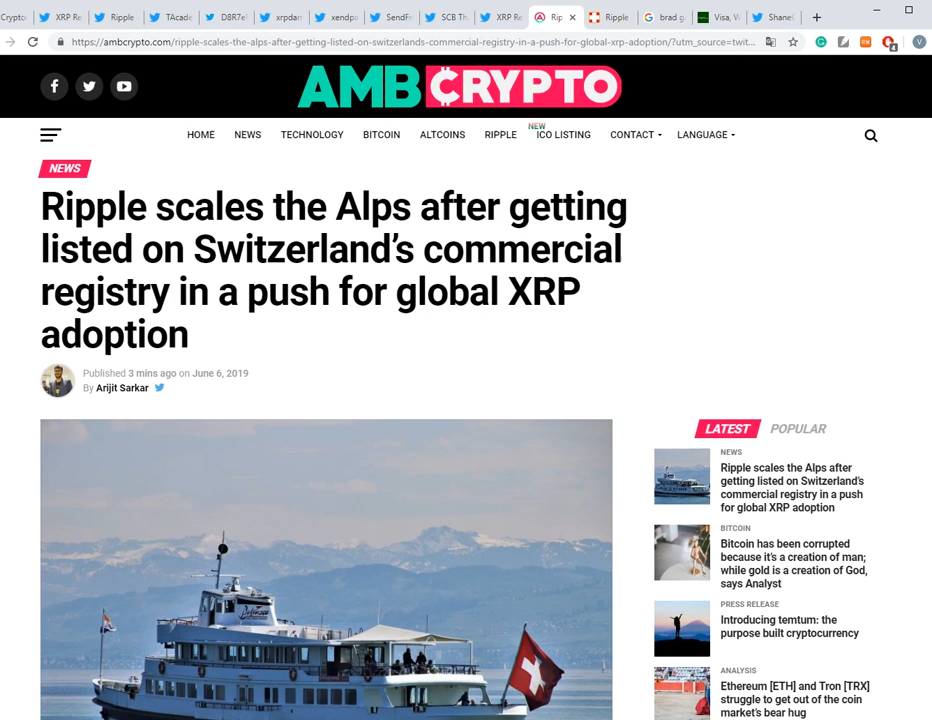 Crypto
XRP Re
Ripple
TAcade
D8R7e
xrpdarr
xendpa
SendFr
SCB Th
XRP Re
Rip
Ripple
brad g
Visa, W
ShaneC
https://ambcrypto.com/ripple-scales-the-alps-after-getting-listed-on-switzerlands-commercial-registry-in-a-push-for-global-xrp-adoption/?utm_source=twit...
4
V
AMBCRYPTO
HOME
NEWS
TECHNOLOGY
BITCOIN
ALTCOINS
RIPPLE
NEW
ICO LISTING
CONTACT
LANGUAGE
NEWS
Ripple scales the Alps after getting
listed on Switzerland's commercial
registry in a push for global XRP
adoption
Published 3 mins ago on June 6, 2019
By Arijit Sarkar
LATEST
POPULAR
NEWS
Ripple scales the Alps after
getting listed on Switzerland's
commercial registry in a push
for global XRP adoption
BITCOIN
Bitcoin has been corrupted
because it's a creation of man;
while gold is a creation of God,
says Analyst
PRESS RELEASE
Introducing temtum: the
purpose built cryptocurrency
ANALYSIS
Ethereum [ETH] and Tron [TRX]
struggle to get out of the coin
market's bear hug